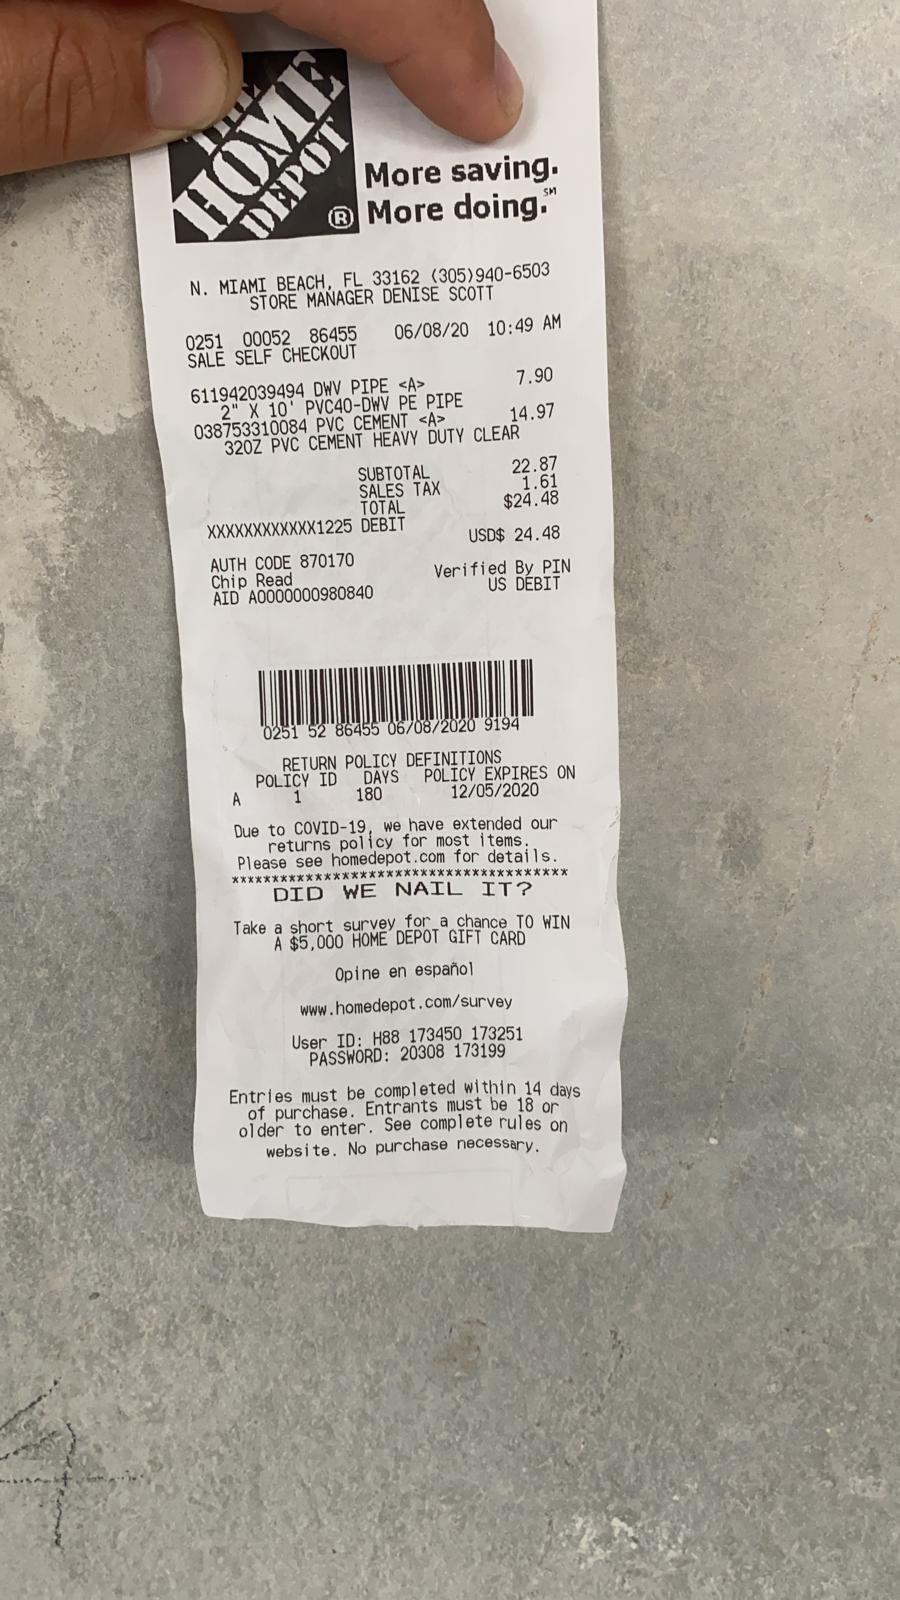 THE
HOME
DEPOT
®
More saving.
More doing.℠
N. MIAMI BEACH, FL 33162 (305)940-6503
STORE MANAGER DENISE SCOTT
0251 00052 86455 06/08/20 10:49 AM
SALE SELF CHECKOUT
611942039494 DWV PIPE <A> 7.90
2" X 10' PVC40-DWV PE PIPE
038753310084 PVC CEMENT <A> 14.97
32OZ PVC CEMENT HEAVY DUTY CLEAR
SUBTOTAL 22.87
SALES TAX 1.61
TOTAL $24.48
XXXXXXXXXXXX1225 DEBIT
USD$ 24.48
AUTH CODE 870170
Chip Read Verified By PIN
AID A0000000980840 US DEBIT
0251 52 86455 06/08/2020 9194
RETURN POLICY DEFINITIONS
POLICY ID DAYS POLICY EXPIRES ON
A 1 180 12/05/2020
Due to COVID-19, we have extended our
returns policy for most items.
Please see homedepot.com for details.
******************************************
DID WE NAIL IT?
Take a short survey for a chance TO WIN
A $5,000 HOME DEPOT GIFT CARD
Opine en español
www.homedepot.com/survey
User ID: H88 173450 173251
PASSWORD: 20308 173199
Entries must be completed within 14 days
of purchase. Entrants must be 18 or
older to enter. See complete rules on
website. No purchase necessary.